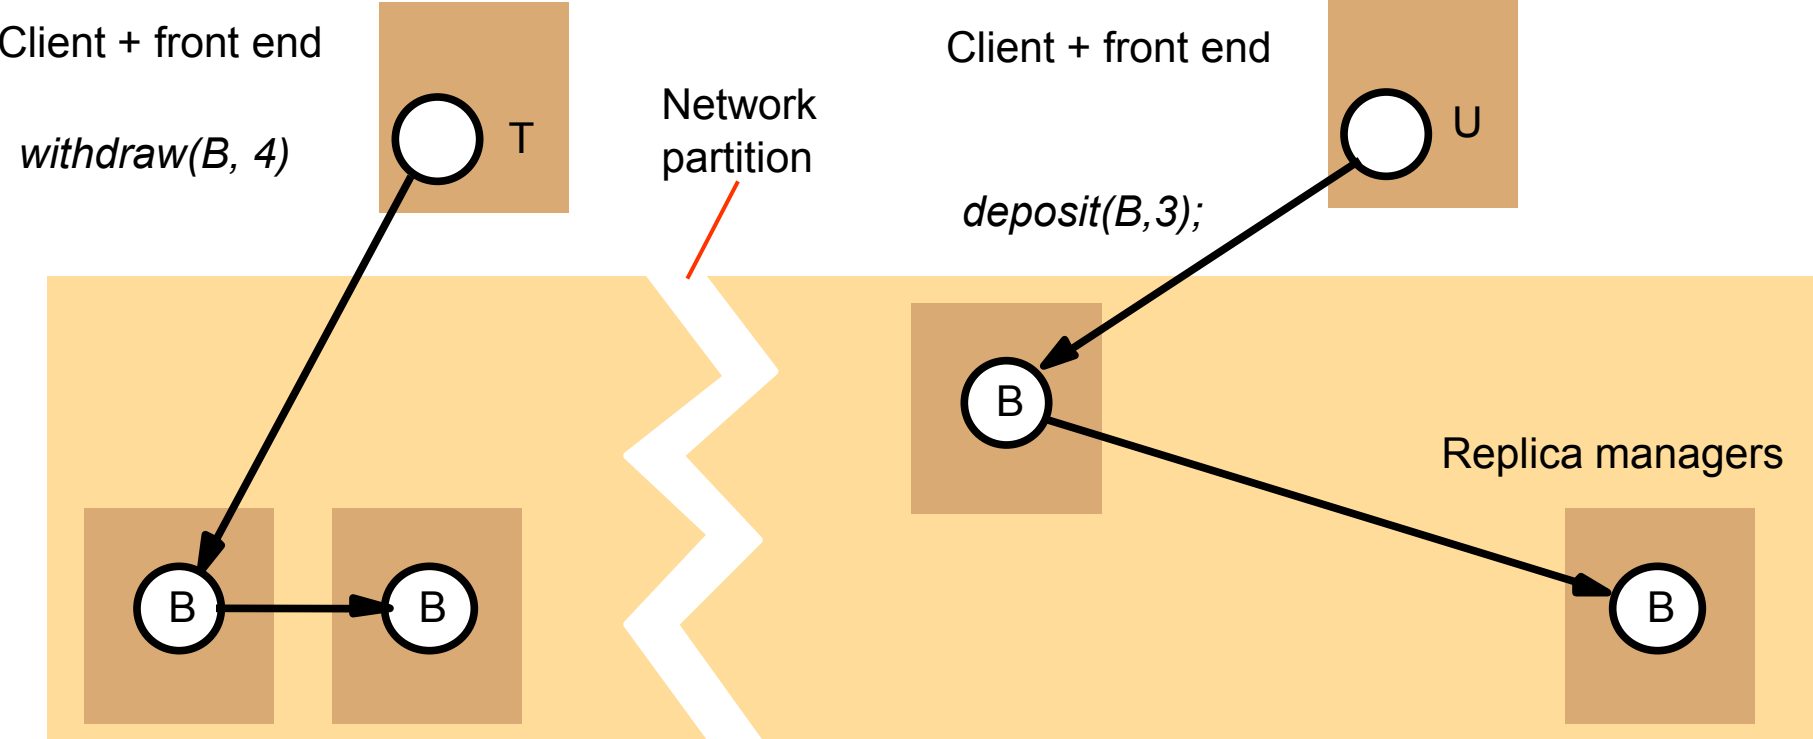 Client + front end
T
withdraw(B, 4)
Network
partition
Client + front end
U
deposit(B,3);
B
Replica managers
B
B
B